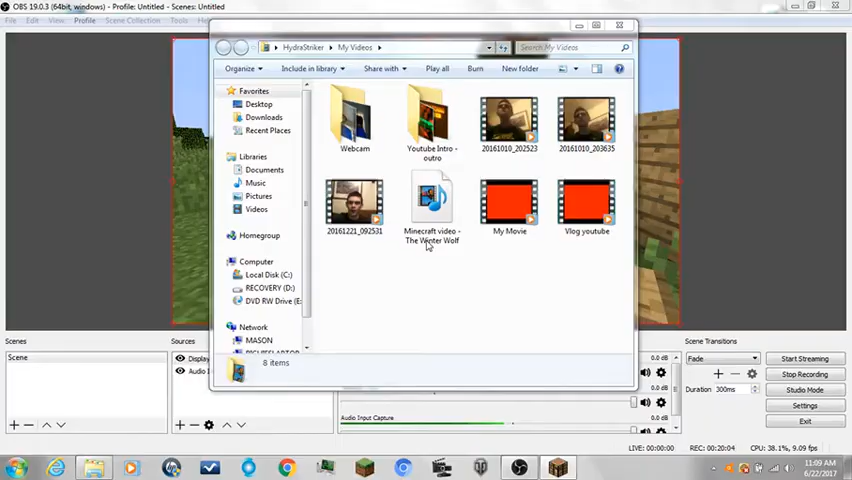 OBS 19.0.3 (64bit, windows) - Profile: Untitled - Scenes: Untitled
File Edit View Profile Scene Collection Tools Help
HydraStriker My Videos Search My Videos
Organize Include in library Share with Play all Burn New folder
Favorites
Desktop
Downloads
Recent Places
Libraries
Documents
Music
Pictures
Videos
Homegroup
Computer
Local Disk (C:)
RECOVERY (D:)
DVD RW Drive (E:
Network
MASON
Webcam
Youtube Intro -
outro
20161010_202523
20161010_203635
20161221_092531
Minecraft video -
The Winter Wolf
My Movie
Vlog youtube
8 items
Scenes
Scene
Sources
Display
Audio I
0.0 dB
0.0 dB
Audio Input Capture
Scene Transitions
Fade
Duration 300ms
Start Streaming
Stop Recording
Studio Mode
Settings
Exit
LIVE: 00:00:00 REC: 00:20:04 CPU: 38.1%, 9.09 fps
11:09 AM
6/22/2017